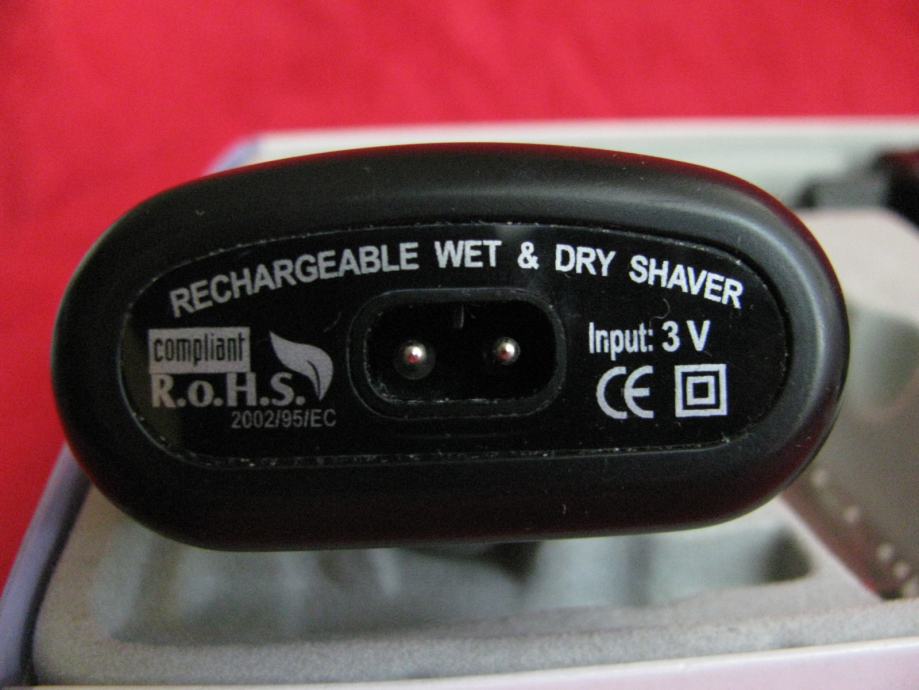 RECHARGEABLE WET & DRY SHAVER
compliant
R.o.H.S.
2002/95/EC
Input: 3 V
CE